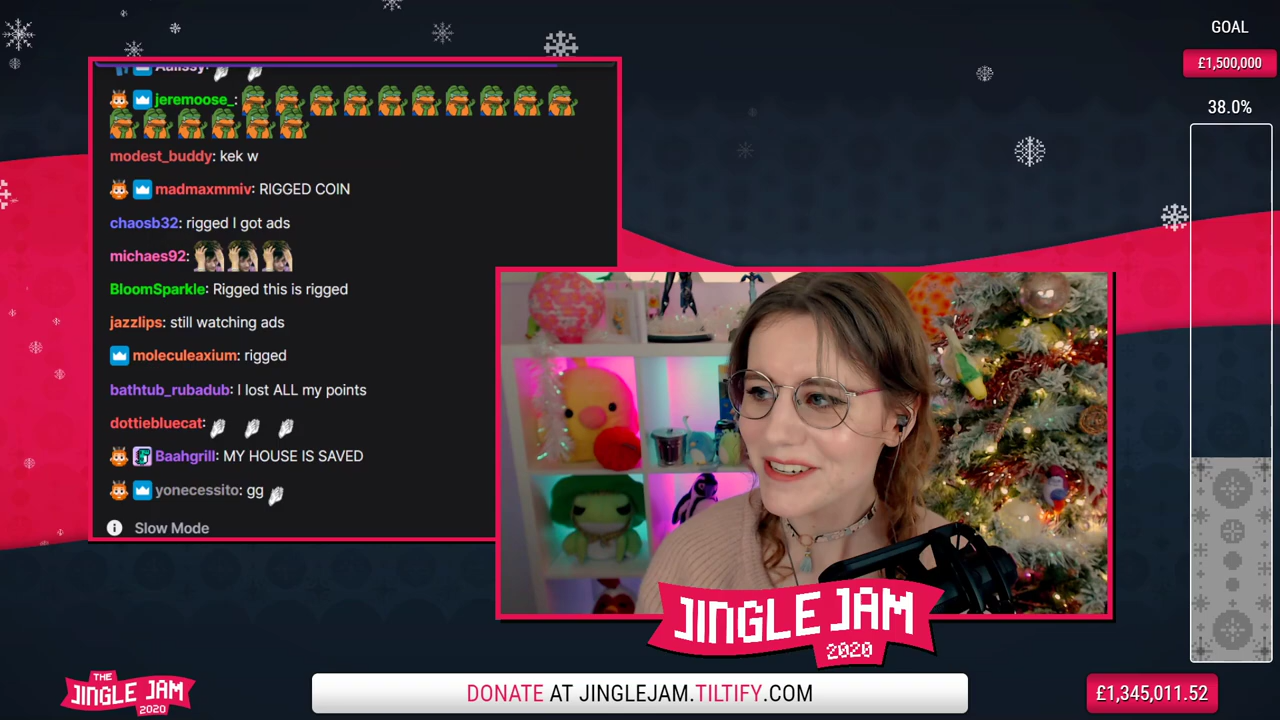 GOAL
£1,500,000
38.0%
Aalissy:
jeremoose_:
modest_buddy: kek w
madmaxmmiv: RIGGED COIN
chaosb32: rigged I got ads
michaes92:
BloomSparkle: Rigged this is rigged
jazzlips: still watching ads
moleculeaxium: rigged
bathtub_rubadub: I lost ALL my points
dottiebluecat:
Baahgrill: MY HOUSE IS SAVED
yonecessito: gg
Slow Mode
JINGLE JAM
2020
THE
JINGLE JAM
2020
DONATE AT JINGLEJAM.TILTIFY.COM
£1,345,011.52